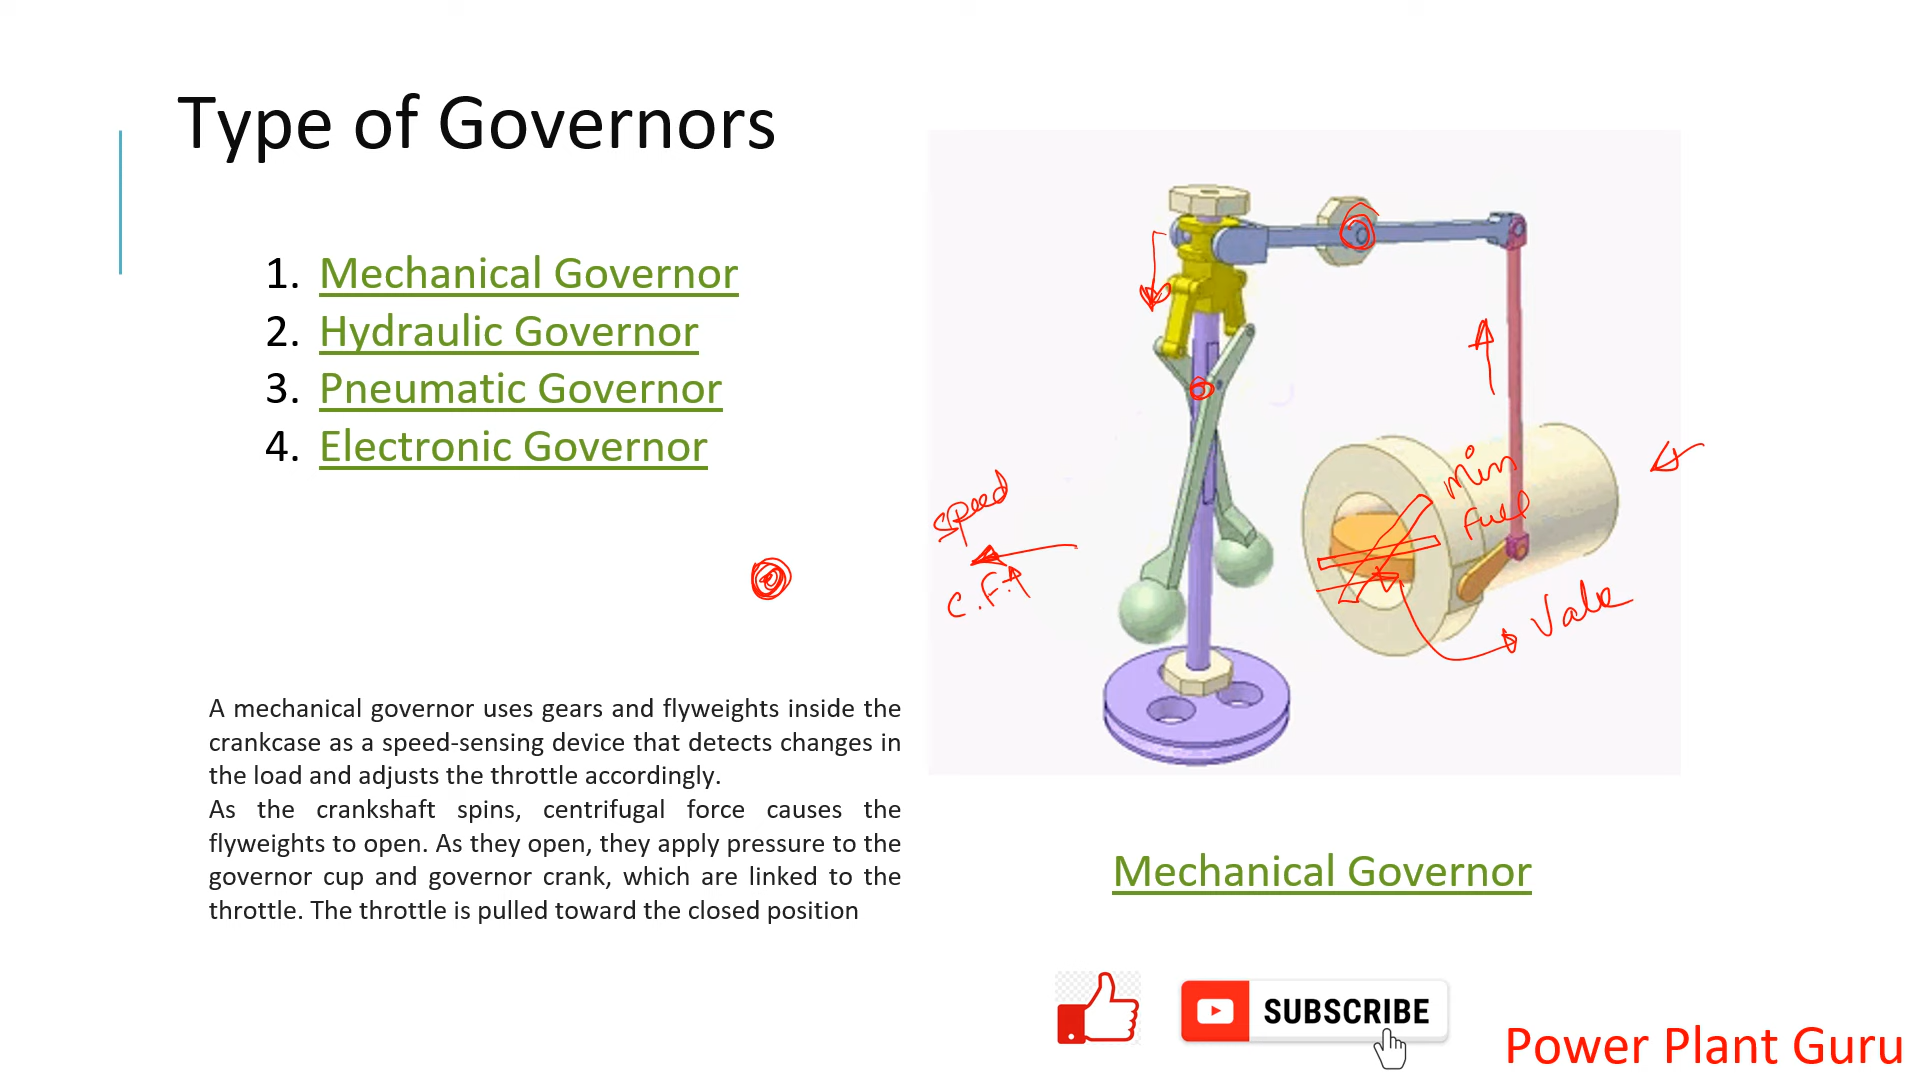 Type of Governors
1. Mechanical Governor
2. Hydraulic Governor
3. Pneumatic Governor
4. Electronic Governor
speed
C.F.↑
min
fuel
A mechanical governor uses gears and flyweights inside the
crankcase as a speed-sensing device that detects changes in
the load and adjusts the throttle accordingly.
As the crankshaft spins, centrifugal force causes the
flyweights to open. As they open, they apply pressure to the
governor cup and governor crank, which are linked to the
throttle. The throttle is pulled toward the closed position
Mechanical Governor
SUBSCRIBE
Power Plant Guru